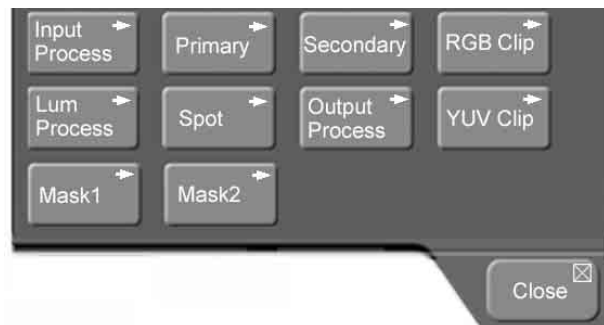 Input
Process
Primary
Secondary
RGB Clip
Lum
Process
Spot
Output
Process
YUV Clip
Mask1
Mask2
Close